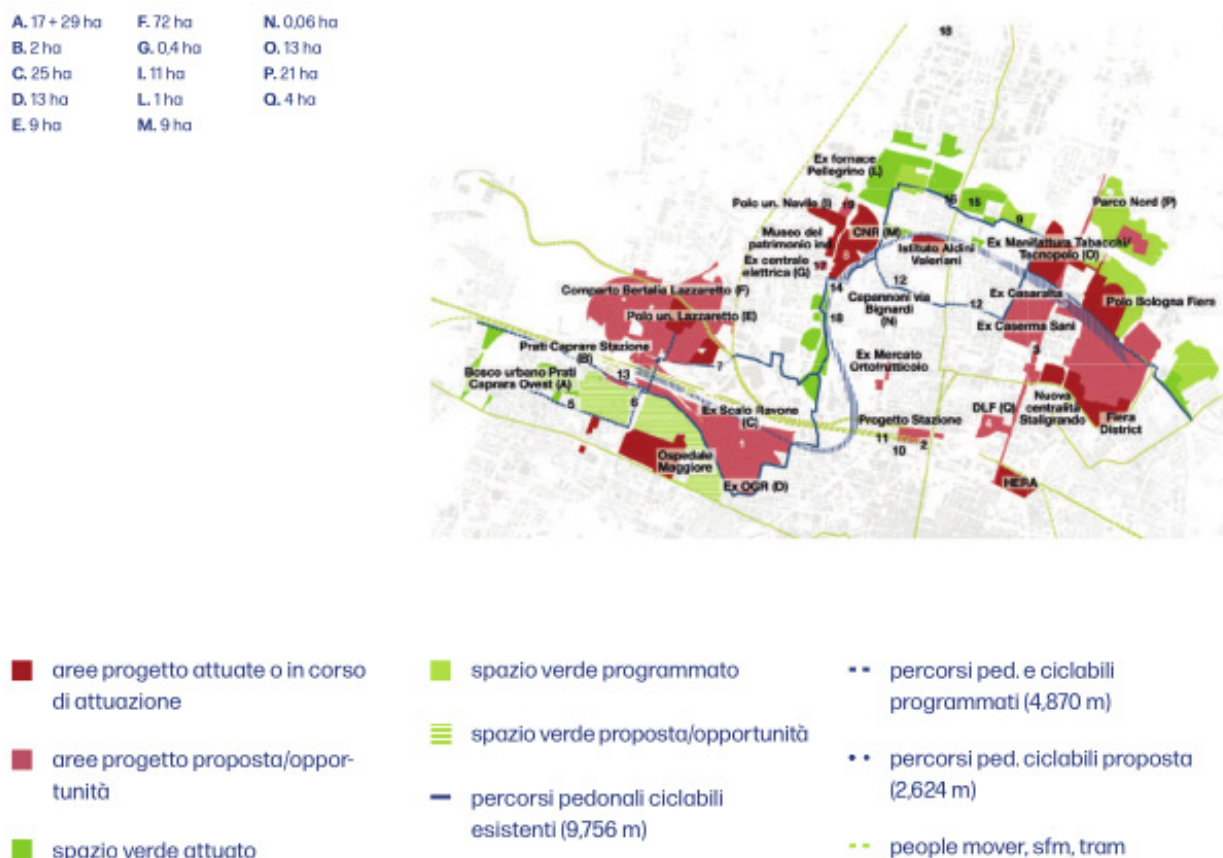 A. 17 + 29 ha
B. 2 ha
C. 25 ha
D. 13 ha
E. 9 ha
F. 72 ha
G. 0,4 ha
I. 11 ha
L. 1 ha
M. 9 ha
N. 0,06 ha
O. 13 ha
P. 21 ha
Q. 4 ha
18
Ex fornace
Pellegrino (L)
Polo un. Navile (I)
19
16
15
9
Parco Nord (P)
Museo del
patrimonio ind.
CNR (M)
8
Istituto Aldini
Valeriani
Ex Manifattura Tabacchi/
Tecnopolo (O)
Ex centrale
elettrica (G)
17
14
12
Comparto Bertalia Lazzaretto (F)
Capannoni via
Bignardi
(N)
12
Ex Casaralta
Polo Bologna Fiere
Polo un. Lazzaretto (E)
18
Ex Caserma Sani
Prati Caprare Stazione
(B)
7
Ex Mercato
Ortofrutticolo
3
Bosco urbano Prati
Caprara Ovest (A)
13
5
6
Ex Scalo Ravone
(C)
Progetto Stazione
DLF (Q)
4
Nuova
centralità
Stalingrando
Fiera
District
1
11
10
2
Ospedale
Maggiore
Ex OGR (D)
HERA
aree progetto attuate o in corso
di attuazione
aree progetto proposta/oppor-
tunità
spazio verde attuato
spazio verde programmato
spazio verde proposta/opportunità
percorsi pedonali ciclabili
esistenti (9,756 m)
percorsi ped. e ciclabili
programmati (4,870 m)
percorsi ped. ciclabili proposta
(2,624 m)
people mover, sfm, tram